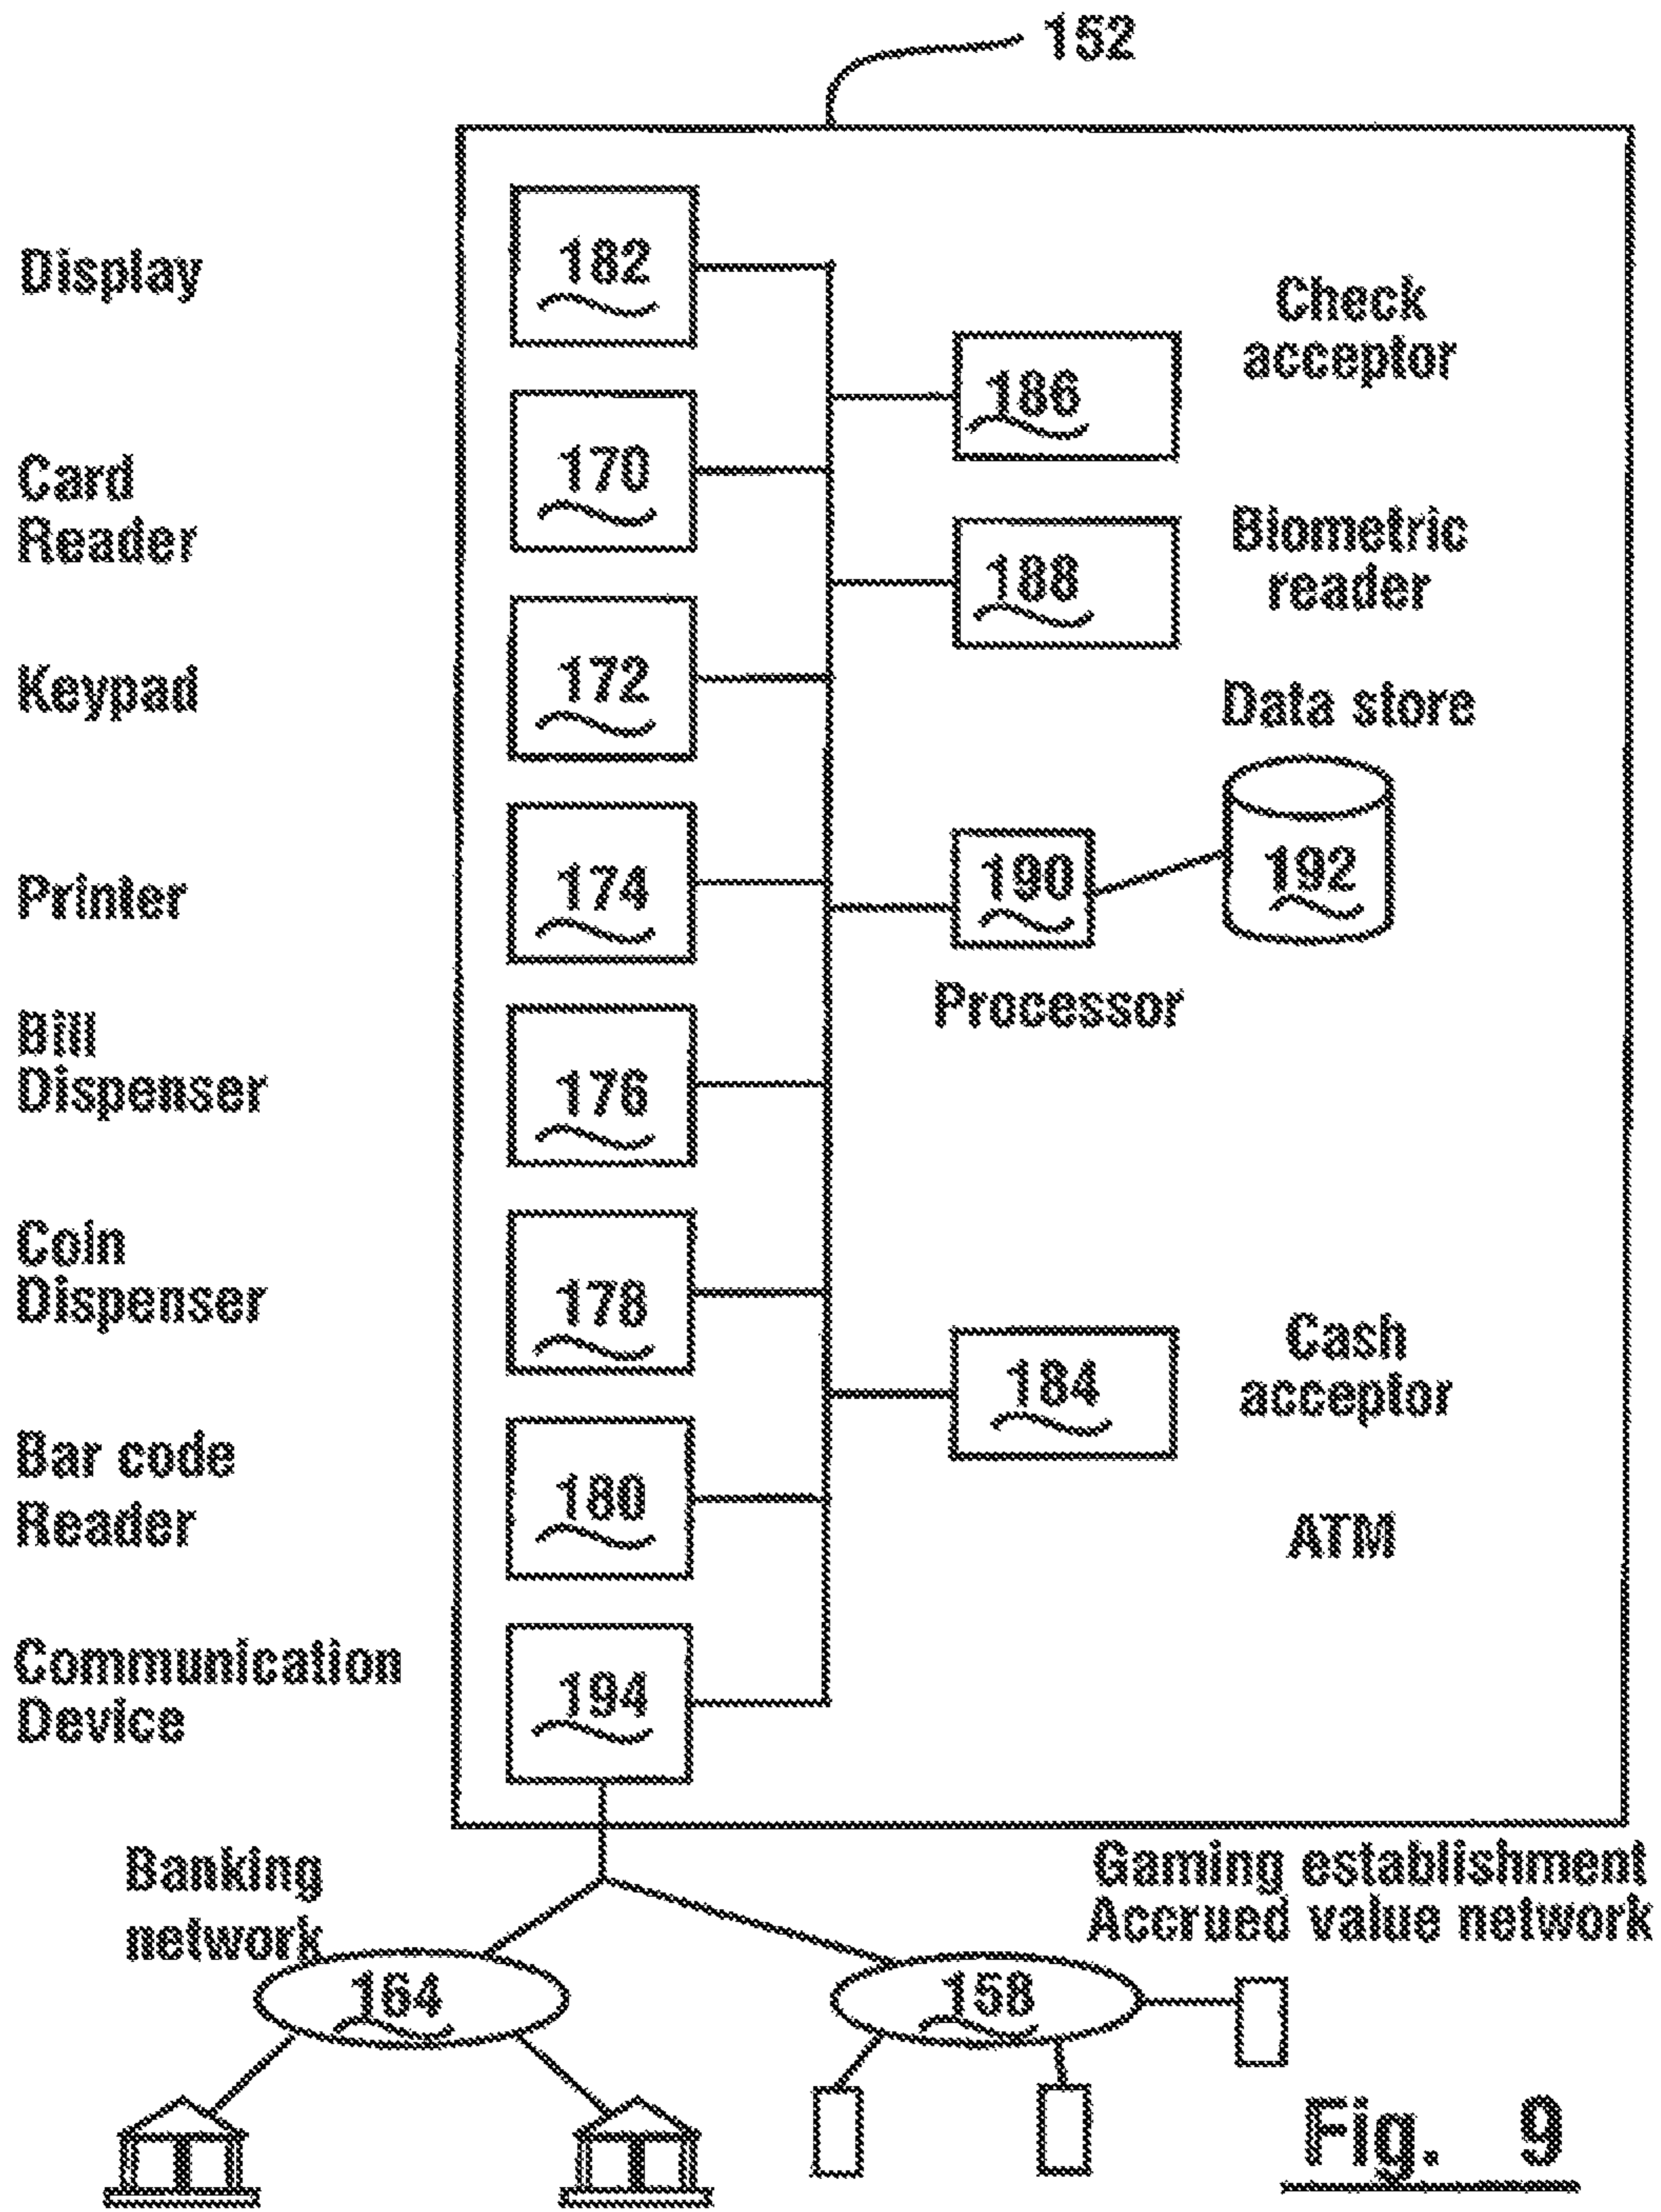 152
Display
182
Check
acceptor
186
Card
Reader
170
Biometric
reader
188
Keypad
172
Data store
192
Printer
174
190
Processor
Bill
Dispenser
176
Coin
Dispenser
178
Cash
acceptor
184
Bar code
Reader
180
ATM
Communication
Device
194
Banking
network
164
Gaming establishment
Accrued value network
158
Fig. 9